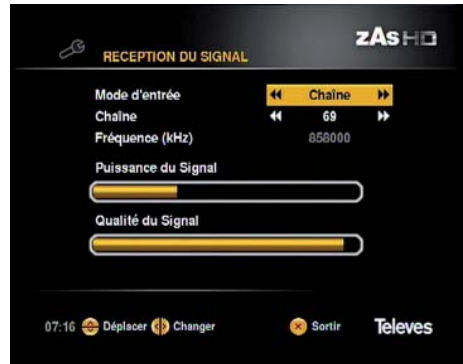 zAs HD
RECEPTION DU SIGNAL
Mode d'entrée Chaîne
Chaîne 69
Fréquence (kHz) 858000
Puissance du Signal
Qualité du Signal
07:16 Déplacer Changer Sortir Televes